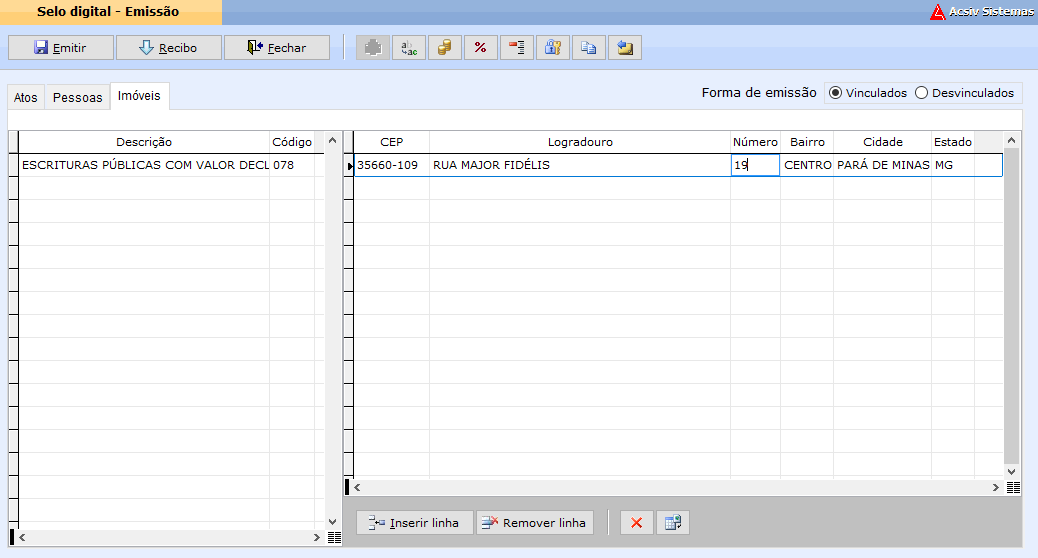 Selo digital - Emissão
Acsiv Sistemas
Emitir Recibo Fechar
Atos Pessoas Imóveis
Forma de emissão Vinculados Desvinculados
Descrição Código
ESCRITURAS PÚBLICAS COM VALOR DECL 078
CEP Logradouro Número Bairro Cidade Estado
35660-109 RUA MAJOR FIDÉLIS 19 CENTRO PARÁ DE MINAS MG
Inserir linha Remover linha